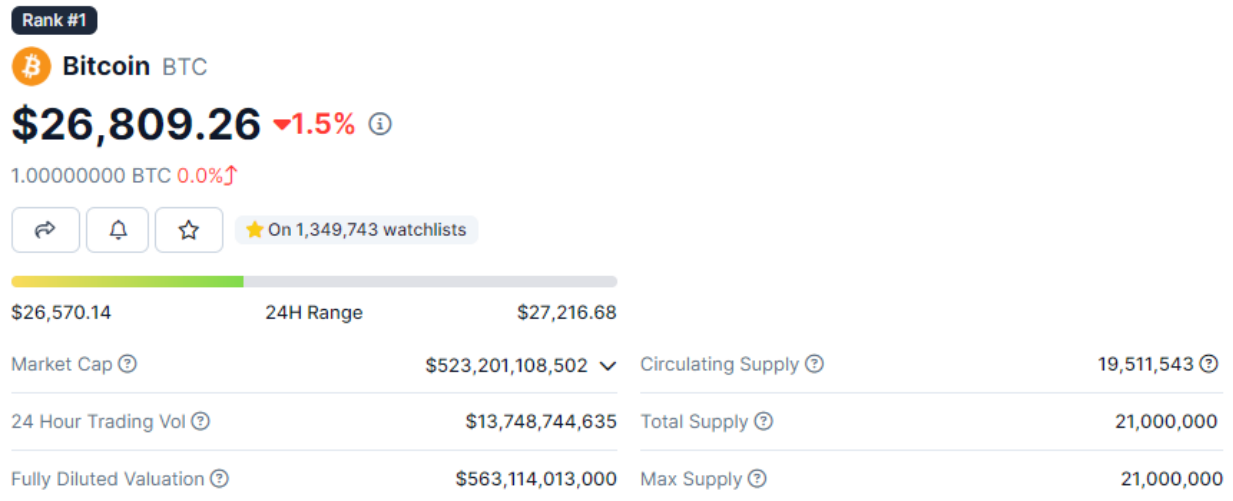 Rank #1
Bitcoin BTC
$26,809.26 1.5%
1.00000000 BTC 0.0%
On 1,349,743 watchlists
$26,570.14 24H Range $27,216.68
Market Cap $523,201,108,502 Circulating Supply 19,511,543
24 Hour Trading Vol $13,748,744,635 Total Supply 21,000,000
Fully Diluted Valuation $563,114,013,000 Max Supply 21,000,000